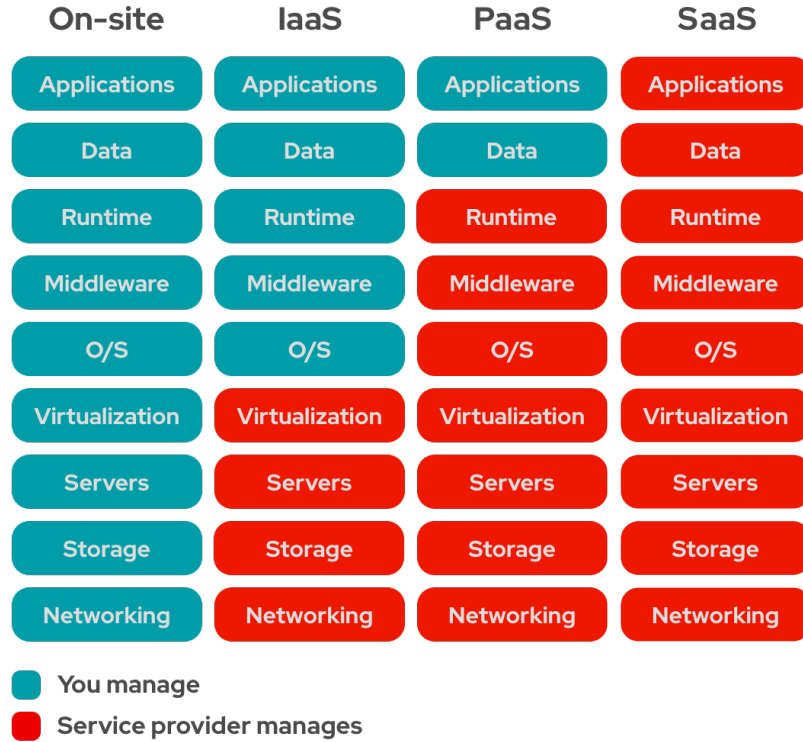 On-site IaaS PaaS SaaS
Applications Applications Applications Applications
Data Data Data Data
Runtime Runtime Runtime Runtime
Middleware Middleware Middleware Middleware
O/S O/S O/S O/S
Virtualization Virtualization Virtualization Virtualization
Servers Servers Servers Servers
Storage Storage Storage Storage
Networking Networking Networking Networking
You manage
Service provider manages